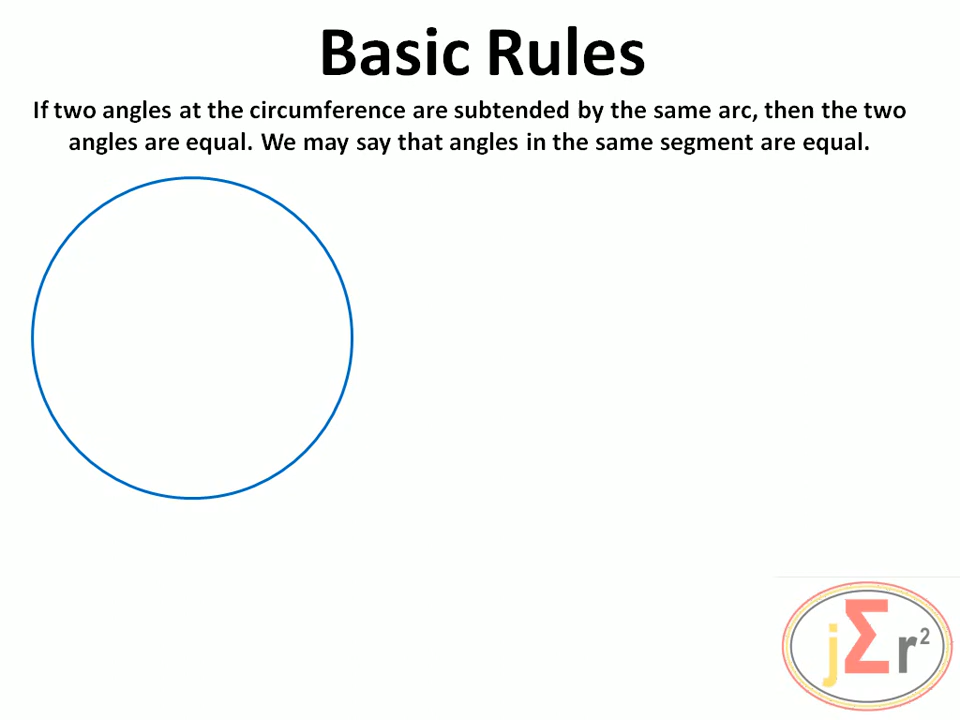 Basic Rules
If two angles at the circumference are subtended by the same arc, then the two
angles are equal. We may say that angles in the same segment are equal.
jΣr²